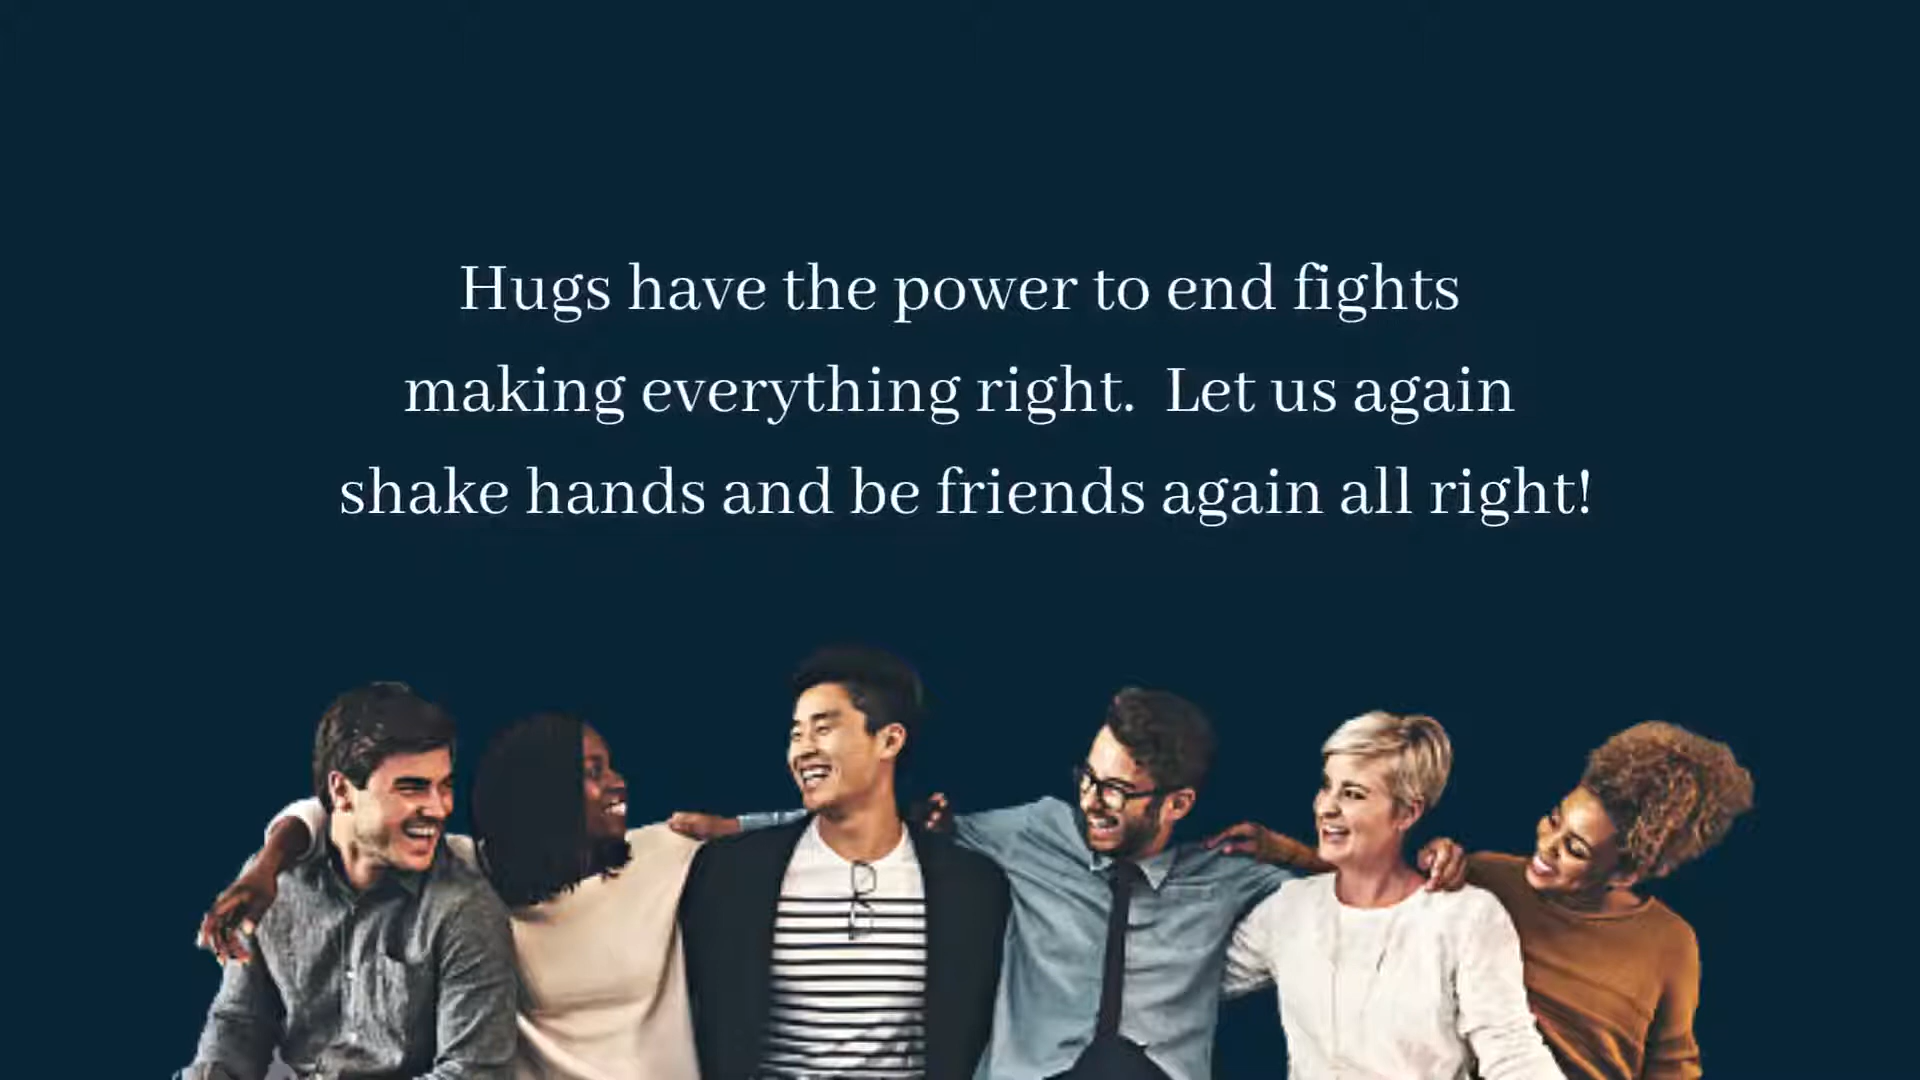 Hugs have the power to end fights
making everything right.  Let us again
shake hands and be friends again all right!